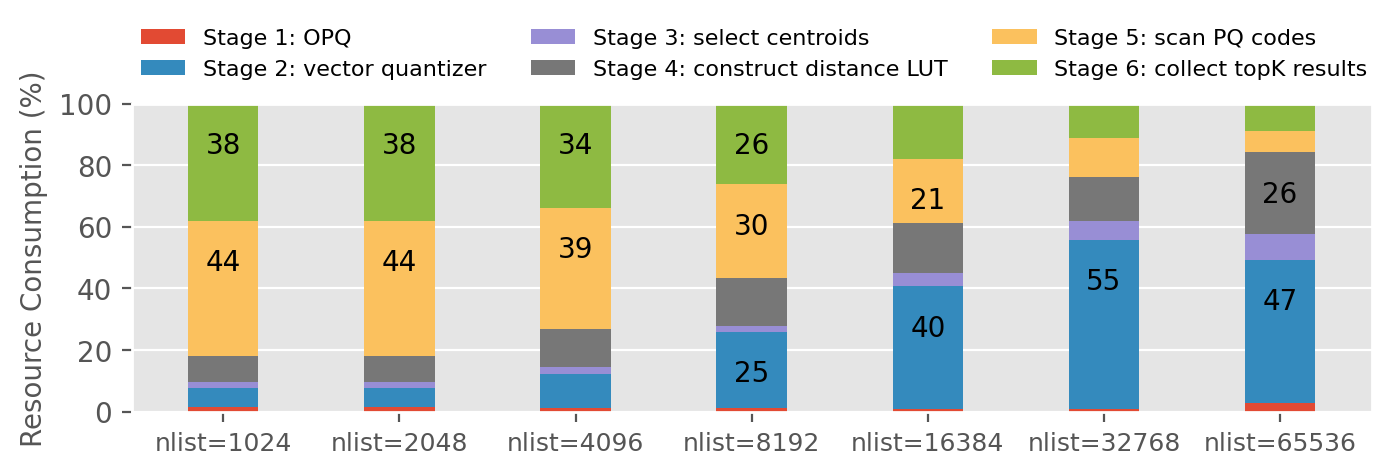 Stage 1: OPQ
Stage 2: vector quantizer
Stage 3: select centroids
Stage 4: construct distance LUT
Stage 5: scan PQ codes
Stage 6: collect topK results
Resource Consumption (%)
100
80
60
40
20
0
38
44
38
44
34
39
26
30
25
21
40
55
26
47
nlist=1024
nlist=2048
nlist=4096
nlist=8192
nlist=16384
nlist=32768
nlist=65536